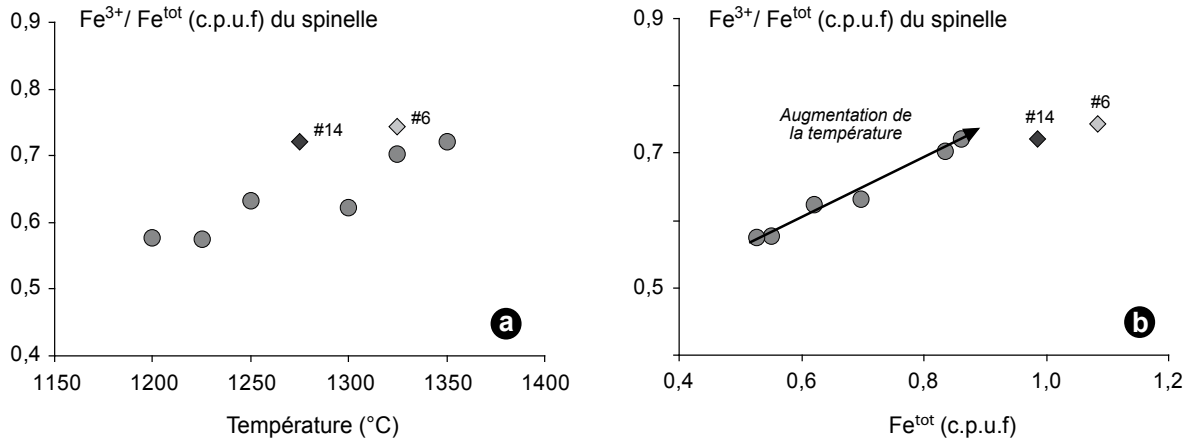 Fe³⁺/ Feᵗᵒᵗ (c.p.u.f) du spinelle
0,9
0,8
0,7
0,6
0,5
0,4
#14
#6
a
1150 1200 1250 1300 1350 1400
Température (°C)
Fe³⁺/ Feᵗᵒᵗ (c.p.u.f) du spinelle
0,9
0,7
0,5
Augmentation de
la température
#14
#6
b
0,4 0,6 0,8 1,0 1,2
Feᵗᵒᵗ (c.p.u.f)